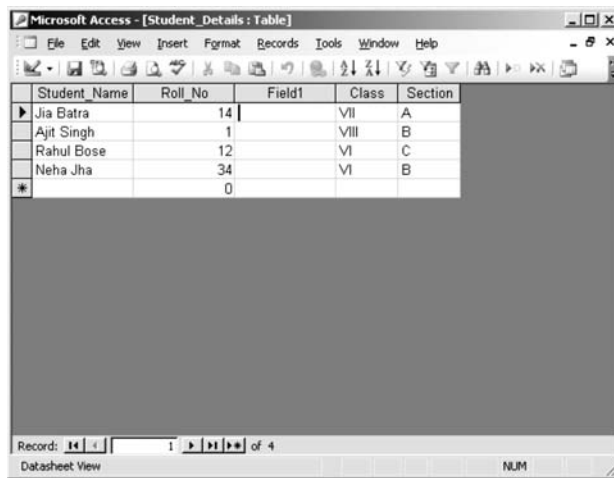 Microsoft Access - [Student_Details : Table]
File Edit View Insert Format Records Tools Window Help
Student_Name Roll_No Field1 Class Section
Jia Batra 14 VII A
Ajit Singh 1 VIII B
Rahul Bose 12 VI C
Neha Jha 34 VI B
0
Record: 1 of 4
Datasheet View NUM